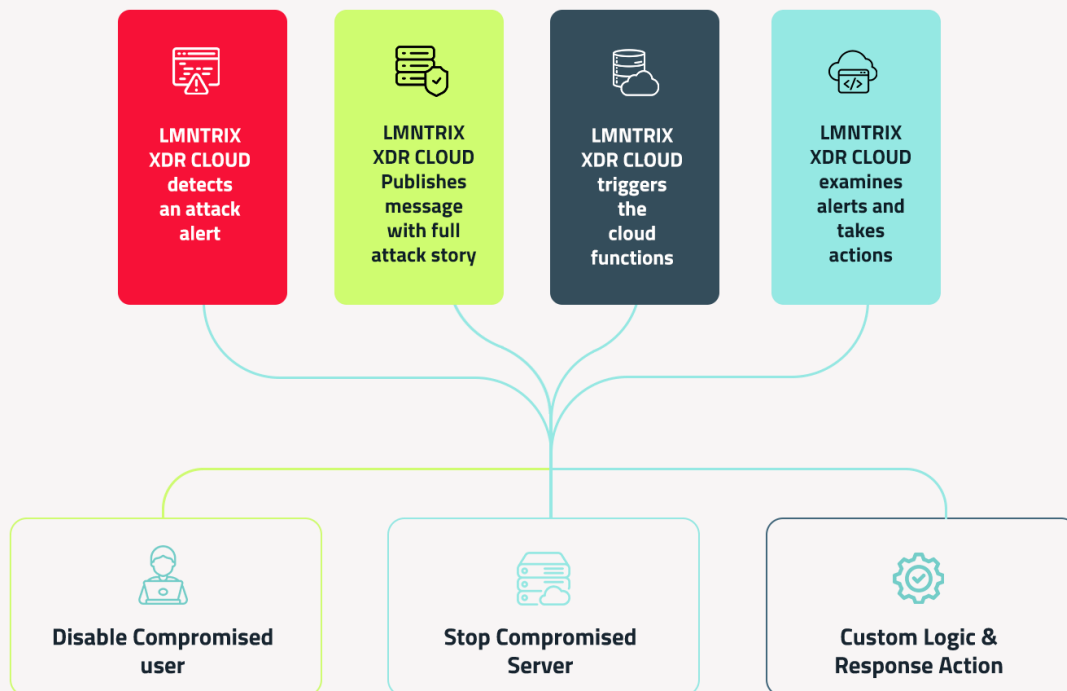 LMNTRIX
XDR CLOUD
detects
an attack
alert
LMNTRIX
XDR CLOUD
Publishes
message
with full
attack story
LMNTRIX
XDR CLOUD
triggers
the
cloud
functions
LMNTRIX
XDR CLOUD
examines
alerts and
takes
actions
</>
Disable Compromised
user
Stop Compromised
Server
Custom Logic &
Response Action